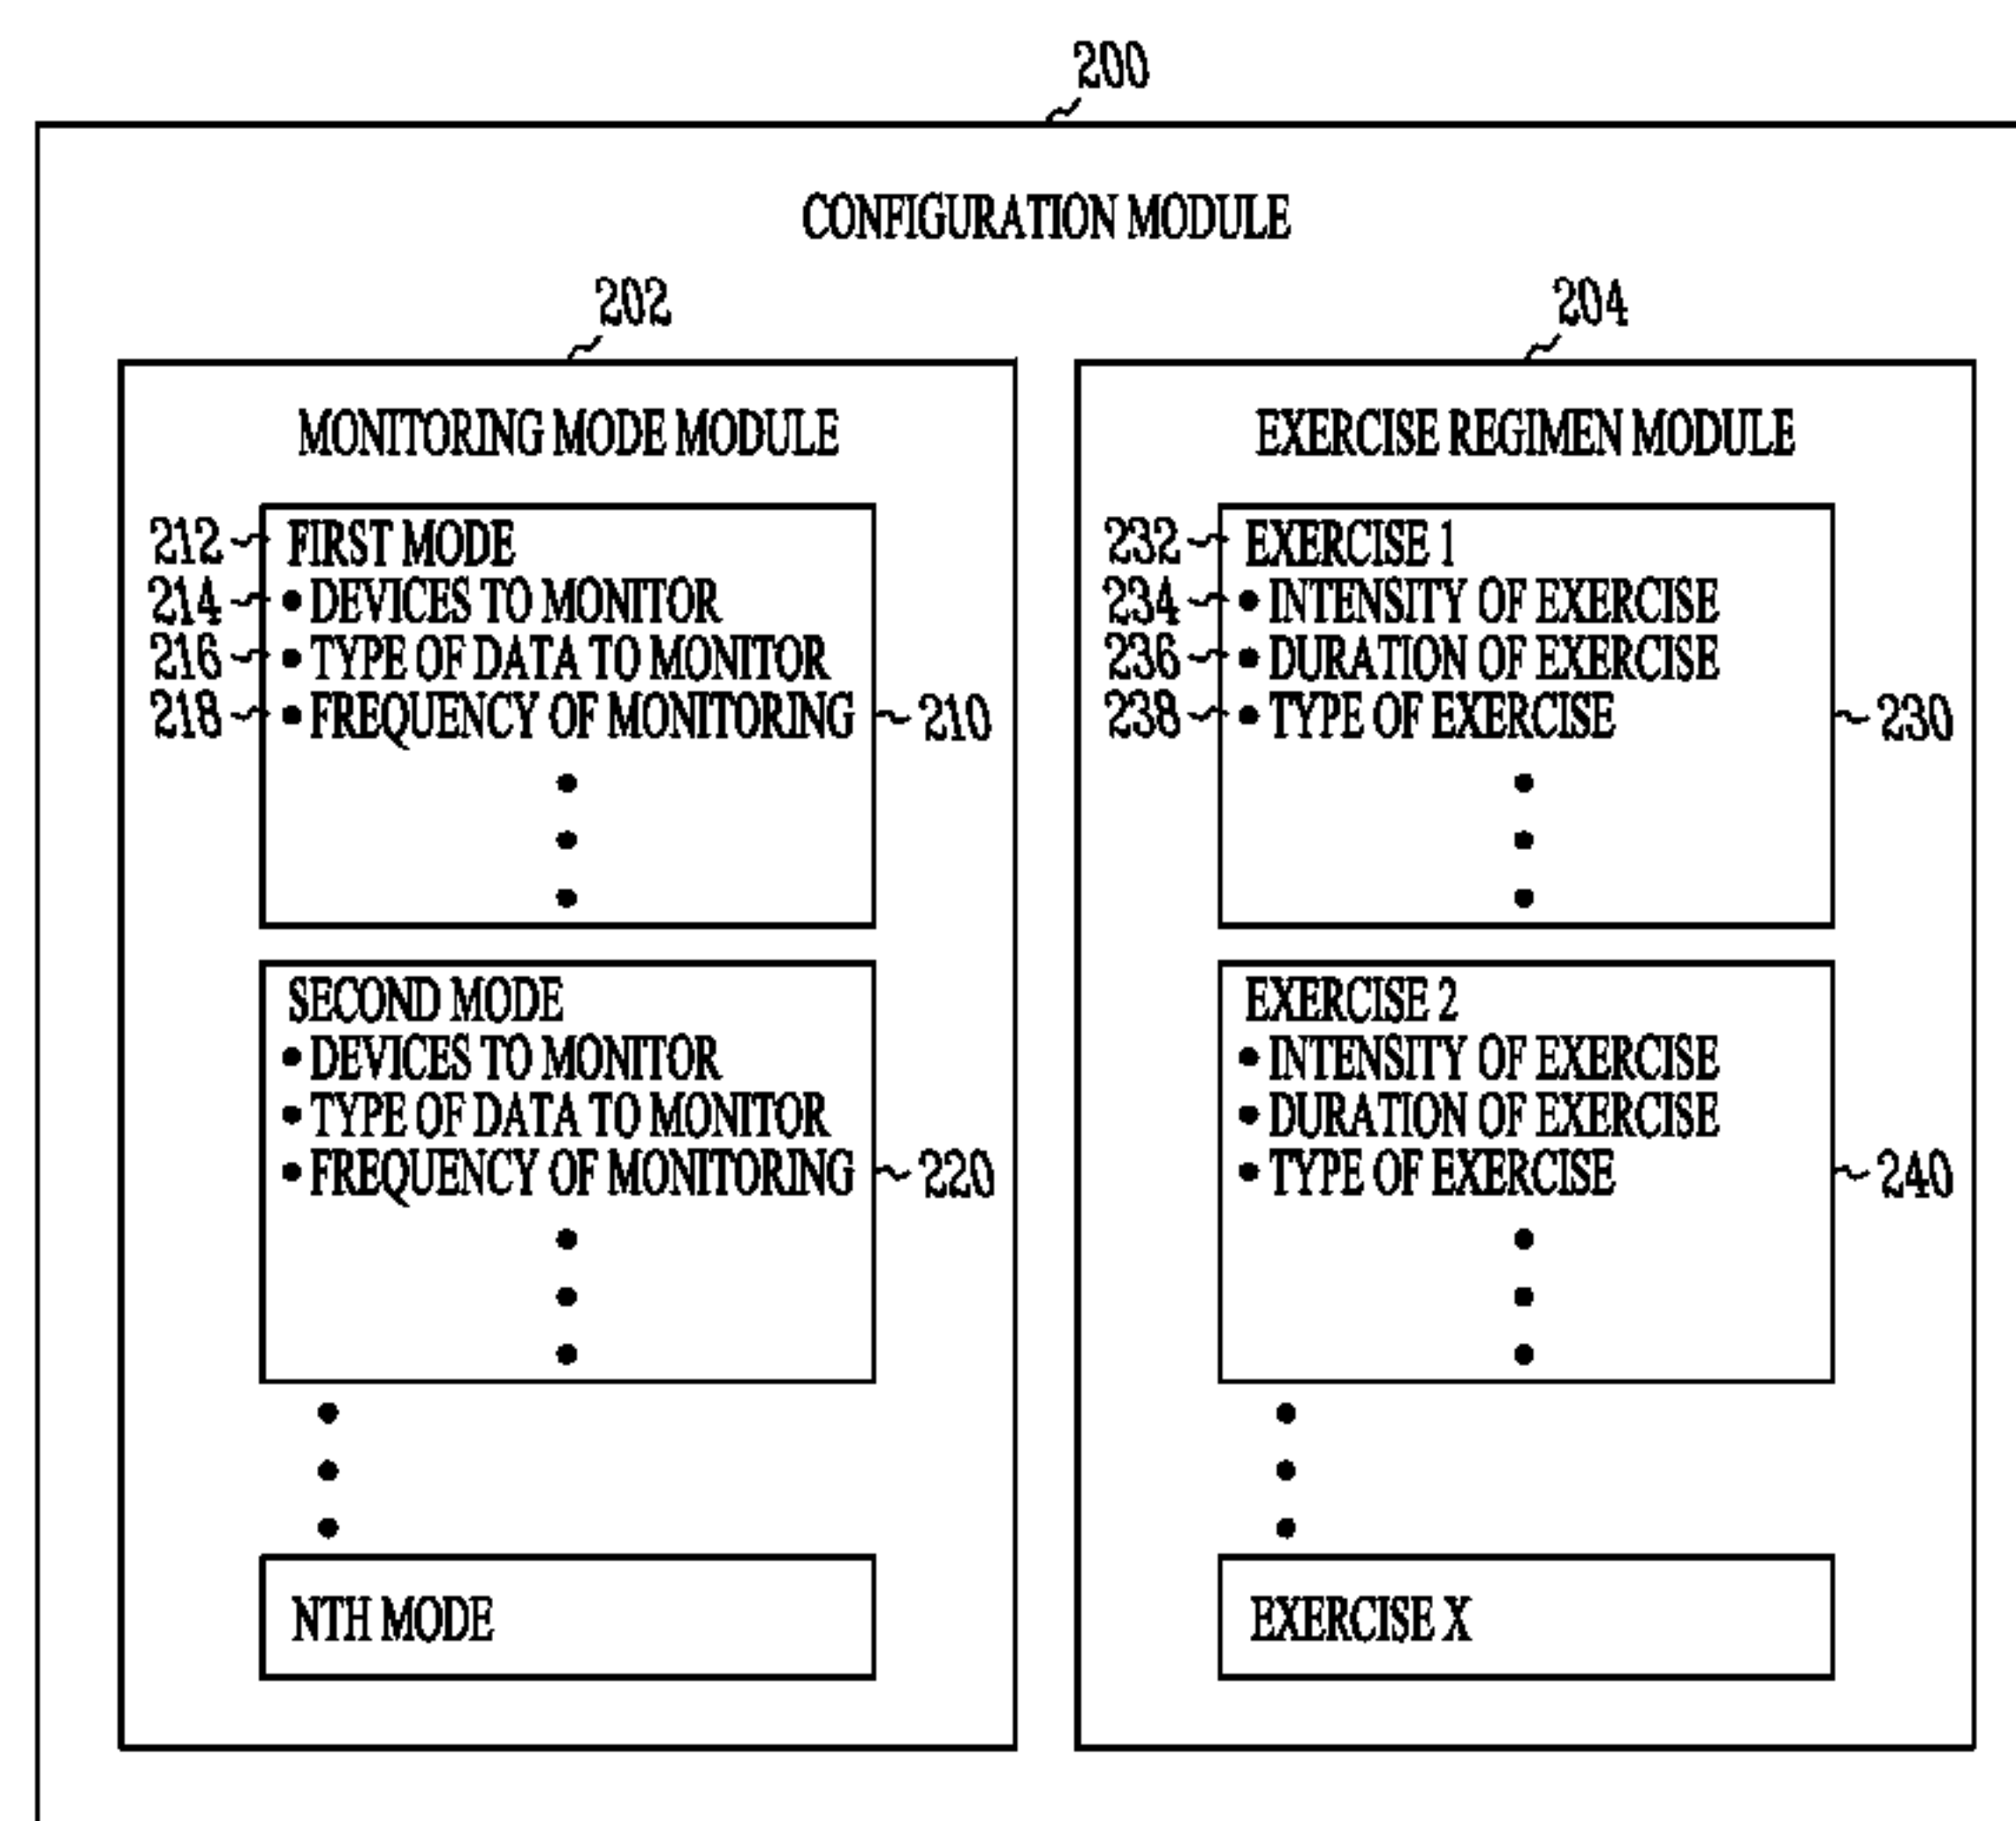 200
CONFIGURATION MODULE
202
MONITORING MODE MODULE
212 FIRST MODE
214 • DEVICES TO MONITOR
216 • TYPE OF DATA TO MONITOR
218 • FREQUENCY OF MONITORING 210
SECOND MODE
• DEVICES TO MONITOR
• TYPE OF DATA TO MONITOR
• FREQUENCY OF MONITORING 220
NTH MODE
204
EXERCISE REGIMEN MODULE
232 EXERCISE 1
234 • INTENSITY OF EXERCISE
236 • DURATION OF EXERCISE
238 • TYPE OF EXERCISE 230
EXERCISE 2
• INTENSITY OF EXERCISE
• DURATION OF EXERCISE
• TYPE OF EXERCISE 240
EXERCISE X